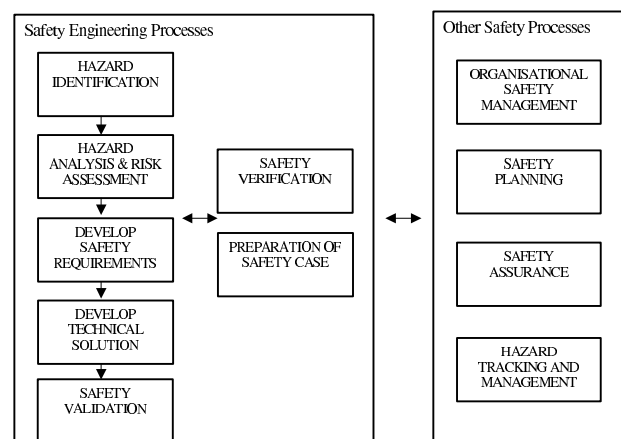 Safety Engineering Processes
HAZARD
IDENTIFICATION
HAZARD
ANALYSIS & RISK
ASSESSMENT
DEVELOP
SAFETY
REQUIREMENTS
DEVELOP
TECHNICAL
SOLUTION
SAFETY
VALIDATION
SAFETY
VERIFICATION
PREPARATION OF
SAFETY CASE
Other Safety Processes
ORGANISATIONAL
SAFETY
MANAGEMENT
SAFETY
PLANNING
SAFETY
ASSURANCE
HAZARD
TRACKING AND
MANAGEMENT